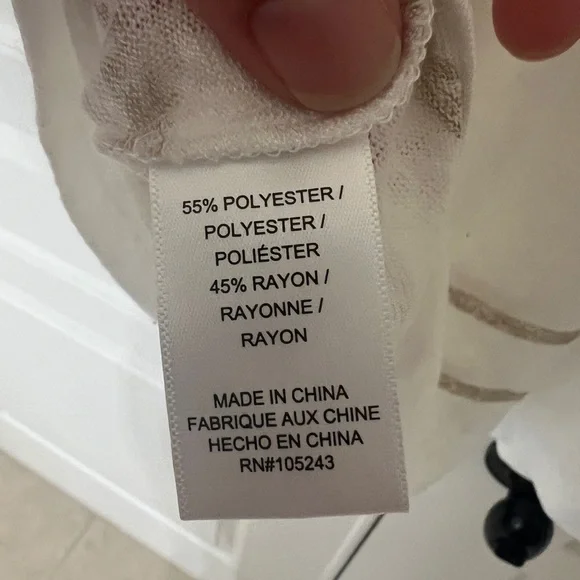 55% POLYESTER /
POLYESTER /
POLIÉSTER
45% RAYON /
RAYONNE /
RAYON
MADE IN CHINA
FABRIQUE AUX CHINE
HECHO EN CHINA
RN#105243